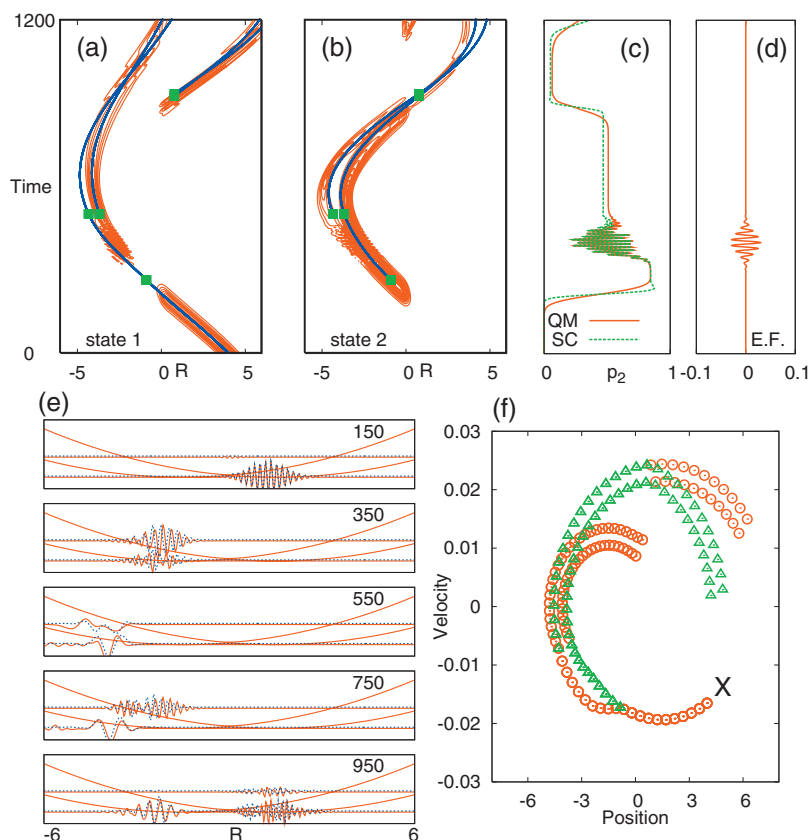 1200
(a)
(b)
(c)
(d)
Time
0
state 1
state 2
QM
SC
E.F.
-5
0
R
5
-5
0
R
5
0
p2
1
-0.1
0
0.1
(e)
150
350
550
750
950
-6
R
6
(f)
0.03
0.02
0.01
0
-0.01
-0.02
-0.03
Velocity
X
-6
-3
0
3
6
Position